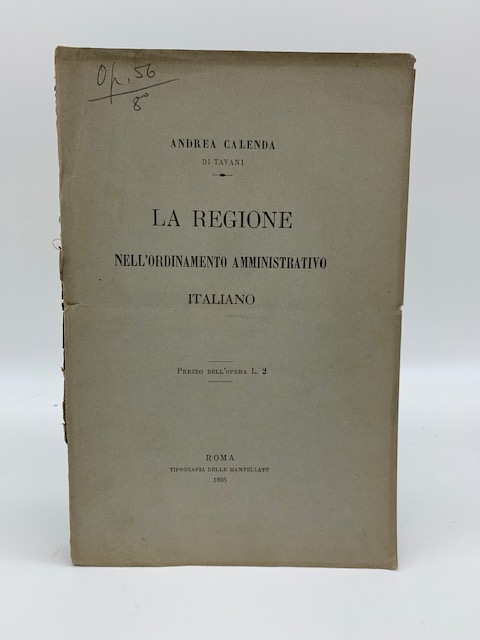 Op. 56
8°
ANDREA CALENDA
DI TAVANI
LA REGIONE
NELL'ORDINAMENTO AMMINISTRATIVO
ITALIANO
PREZZO DELL'OPERA L. 2
ROMA
TIPOGRAFIA DELLE MANTELLATE
1895